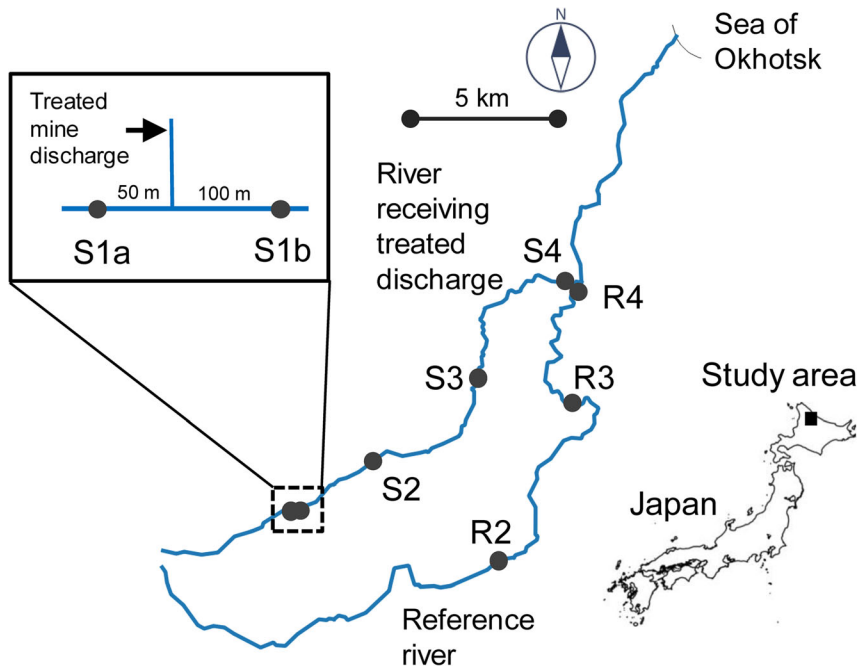 N
Sea of
Okhotsk
5 km
Treated
mine
discharge
50 m
100 m
S1a
S1b
River
receiving
treated
discharge
S4
R4
S3
R3
Study area
S2
Japan
R2
Reference
river